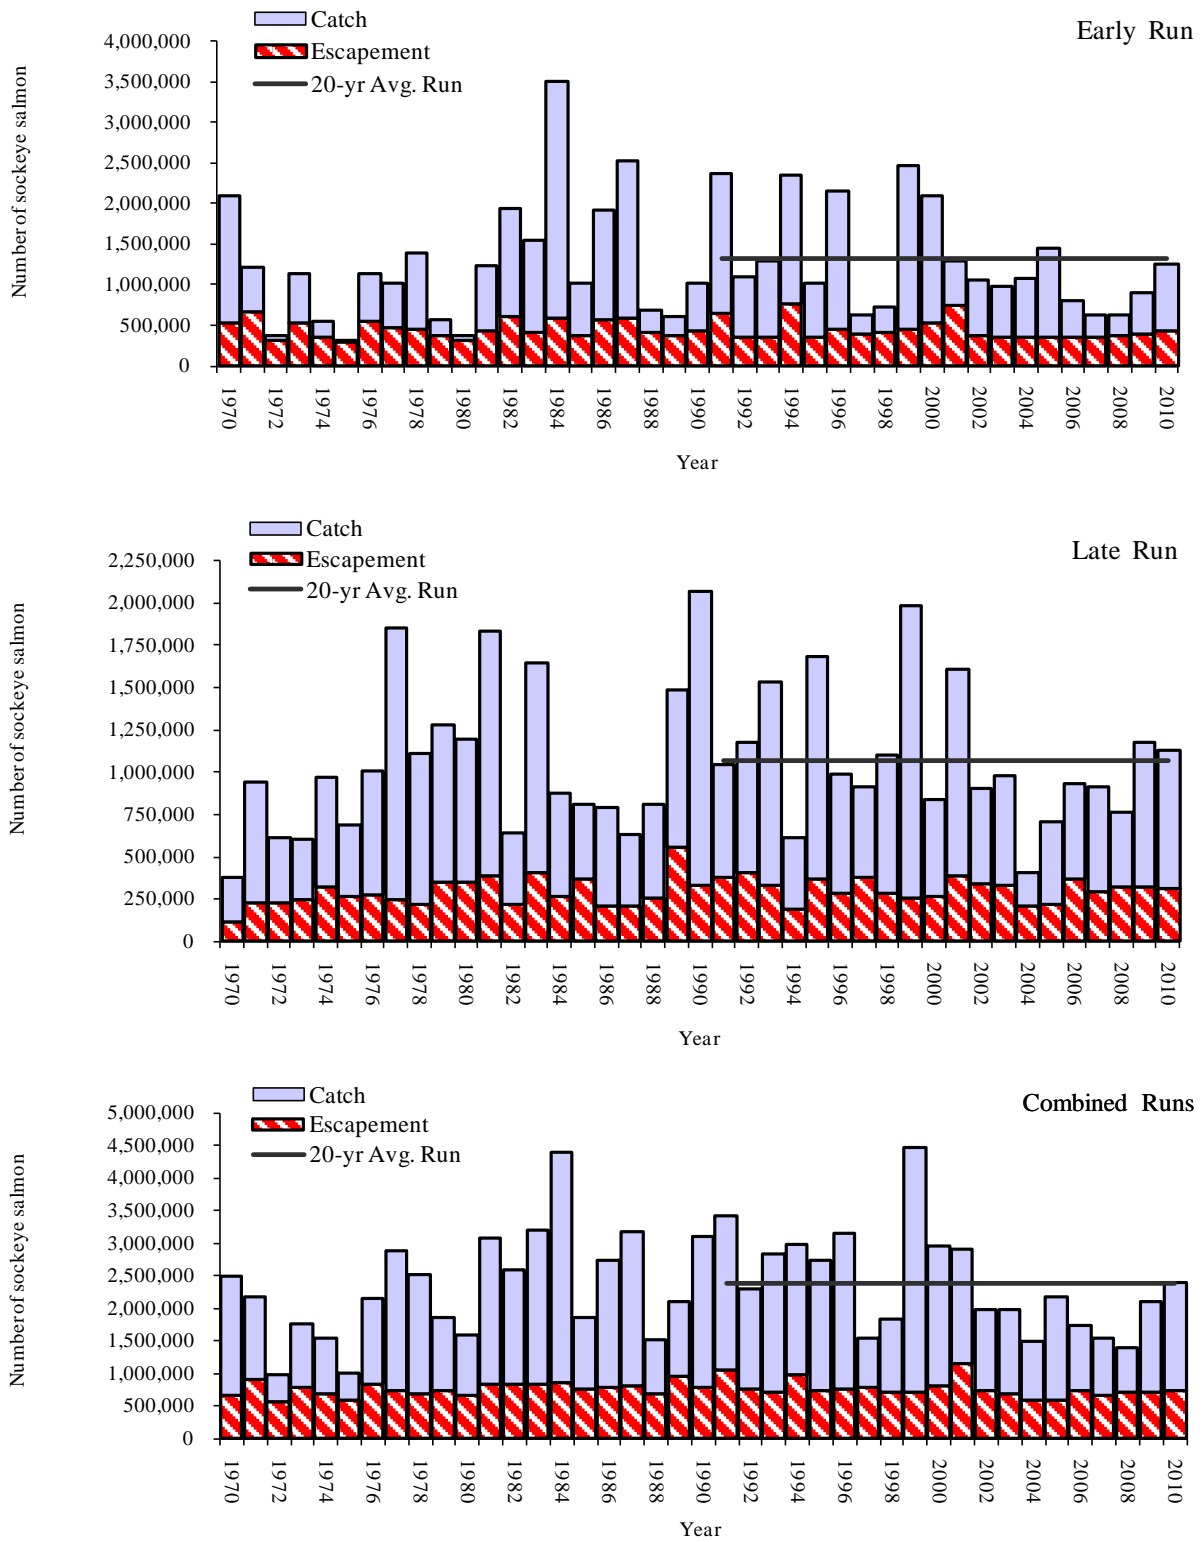 Catch
Early Run
Escapement
20-yr Avg. Run
Number of sockeye salmon
4,000,000
3,500,000
3,000,000
2,500,000
2,000,000
1,500,000
1,000,000
500,000
0
1970 1972 1974 1976 1978 1980 1982 1984 1986 1988 1990 1992 1994 1996 1998 2000 2002 2004 2006 2008 2010
Year
Catch
Late Run
Escapement
20-yr Avg. Run
Number of sockeye salmon
2,250,000
2,000,000
1,750,000
1,500,000
1,250,000
1,000,000
750,000
500,000
250,000
0
1970 1972 1974 1976 1978 1980 1982 1984 1986 1988 1990 1992 1994 1996 1998 2000 2002 2004 2006 2008 2010
Year
Catch
Combined Runs
Escapement
20-yr Avg. Run
Number of sockeye salmon
5,000,000
4,500,000
4,000,000
3,500,000
3,000,000
2,500,000
2,000,000
1,500,000
1,000,000
500,000
0
1970 1972 1974 1976 1978 1980 1982 1984 1986 1988 1990 1992 1994 1996 1998 2000 2002 2004 2006 2008 2010
Year